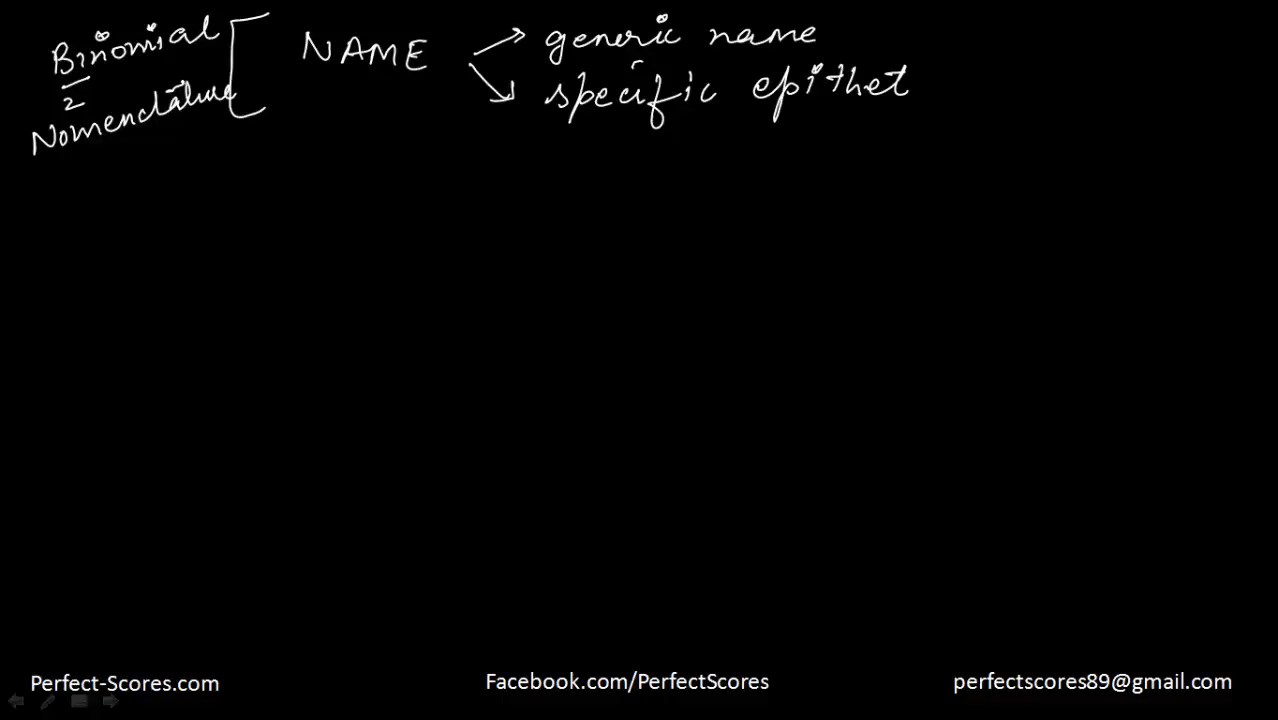 Binomial
2
Nomenclature
NAME
generic name
specific epithet
Perfect-Scores.com
Facebook.com/PerfectScores
perfectscores89@gmail.com